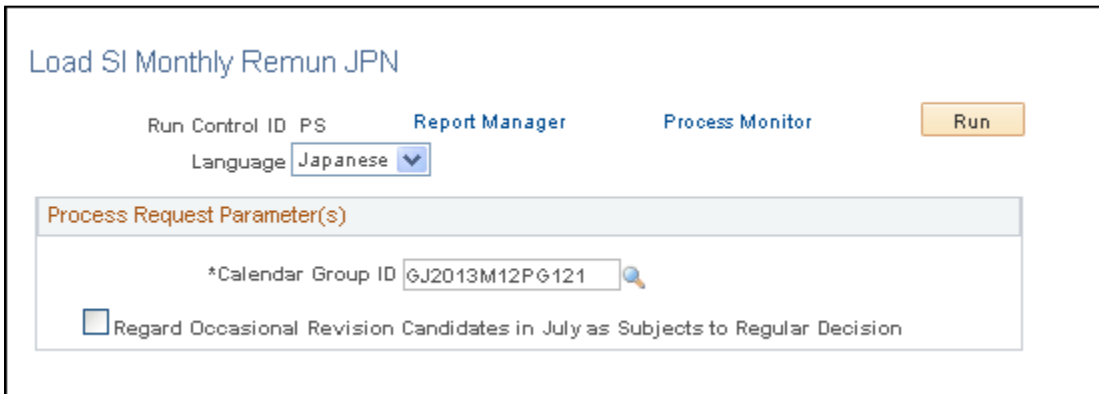 Load SI Monthly Remun JPN
Run Control ID PS Report Manager Process Monitor Run
Language Japanese
Process Request Parameter(s)
*Calendar Group ID GJ2013M12PG121
Regard Occasional Revision Candidates in July as Subjects to Regular Decision